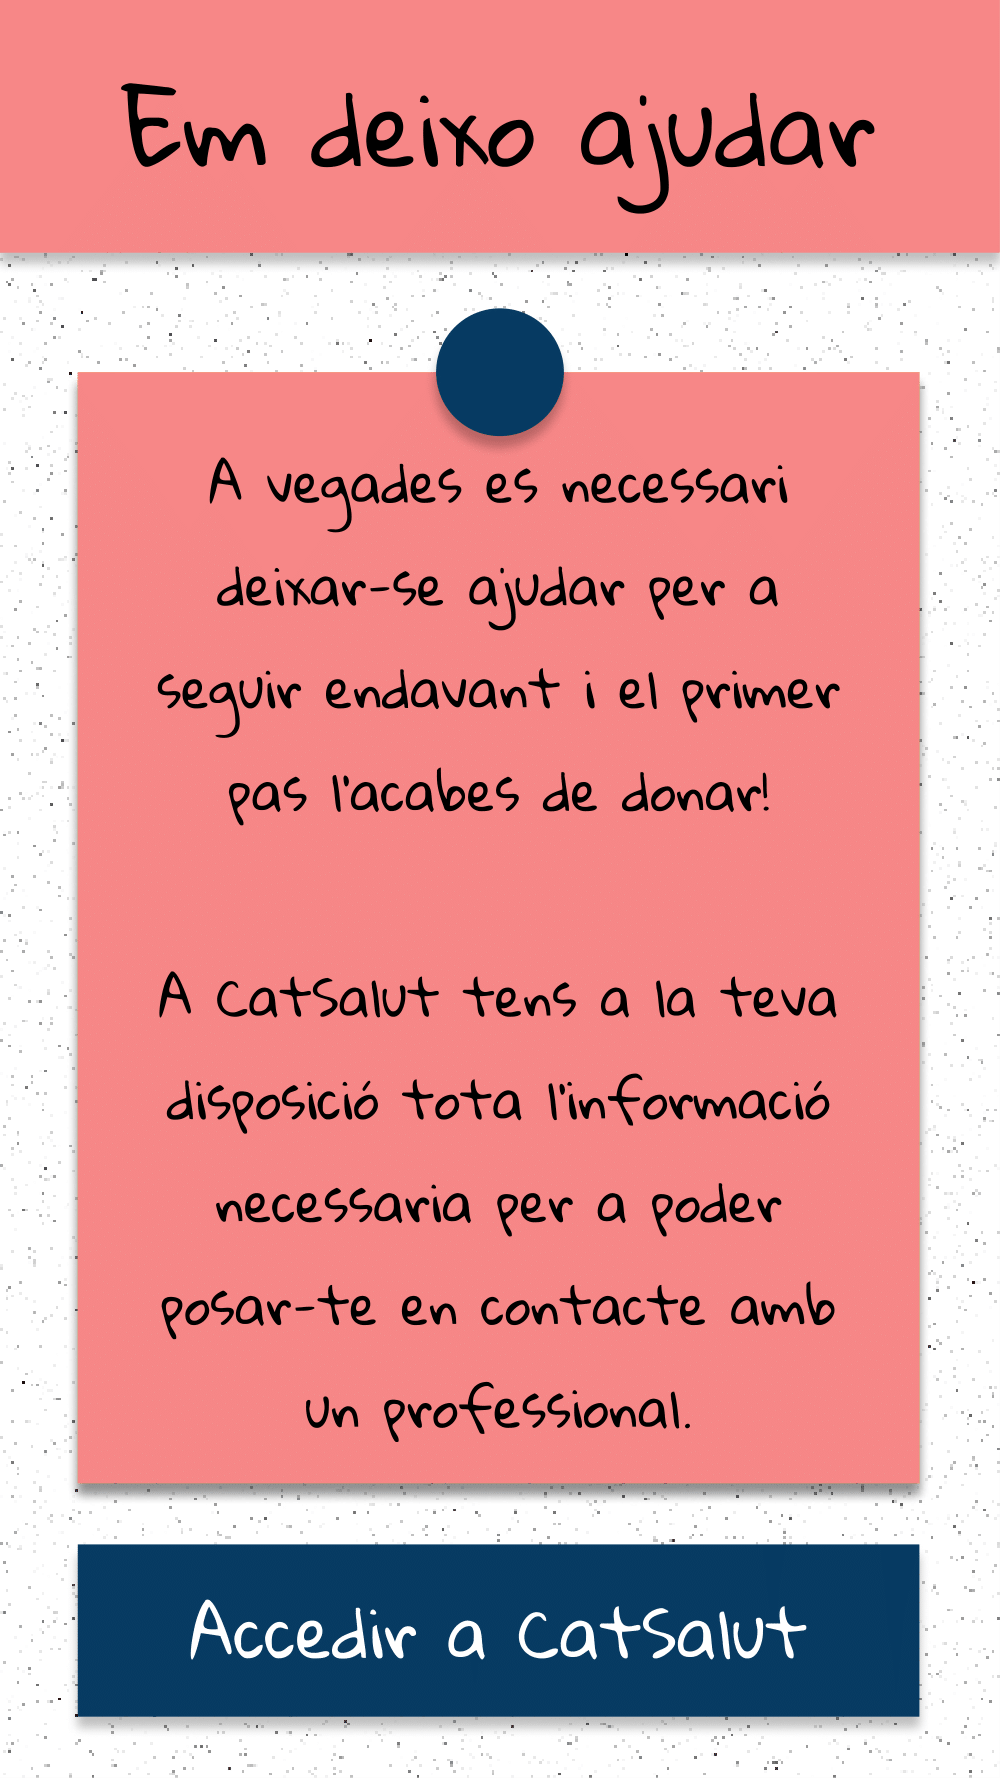 Em deixo ajudar
A vegades es necessari
deixar-se ajudar per a
seguir endavant i el primer
pas l'acabes de donar!
A CatSalut tens a la teva
disposició tota l'informació
necessaria per a poder
posar-te en contacte amb
un professional.
Accedir a CatSalut